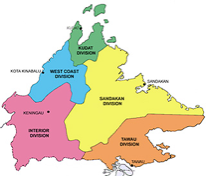 KUDAT
DIVISION
WEST COAST
DIVISION
KOTA KINABALU
SANDAKAN
SANDAKAN
DIVISION
KENINGAU
INTERIOR
DIVISION
TAWAU
DIVISION
TAWAU